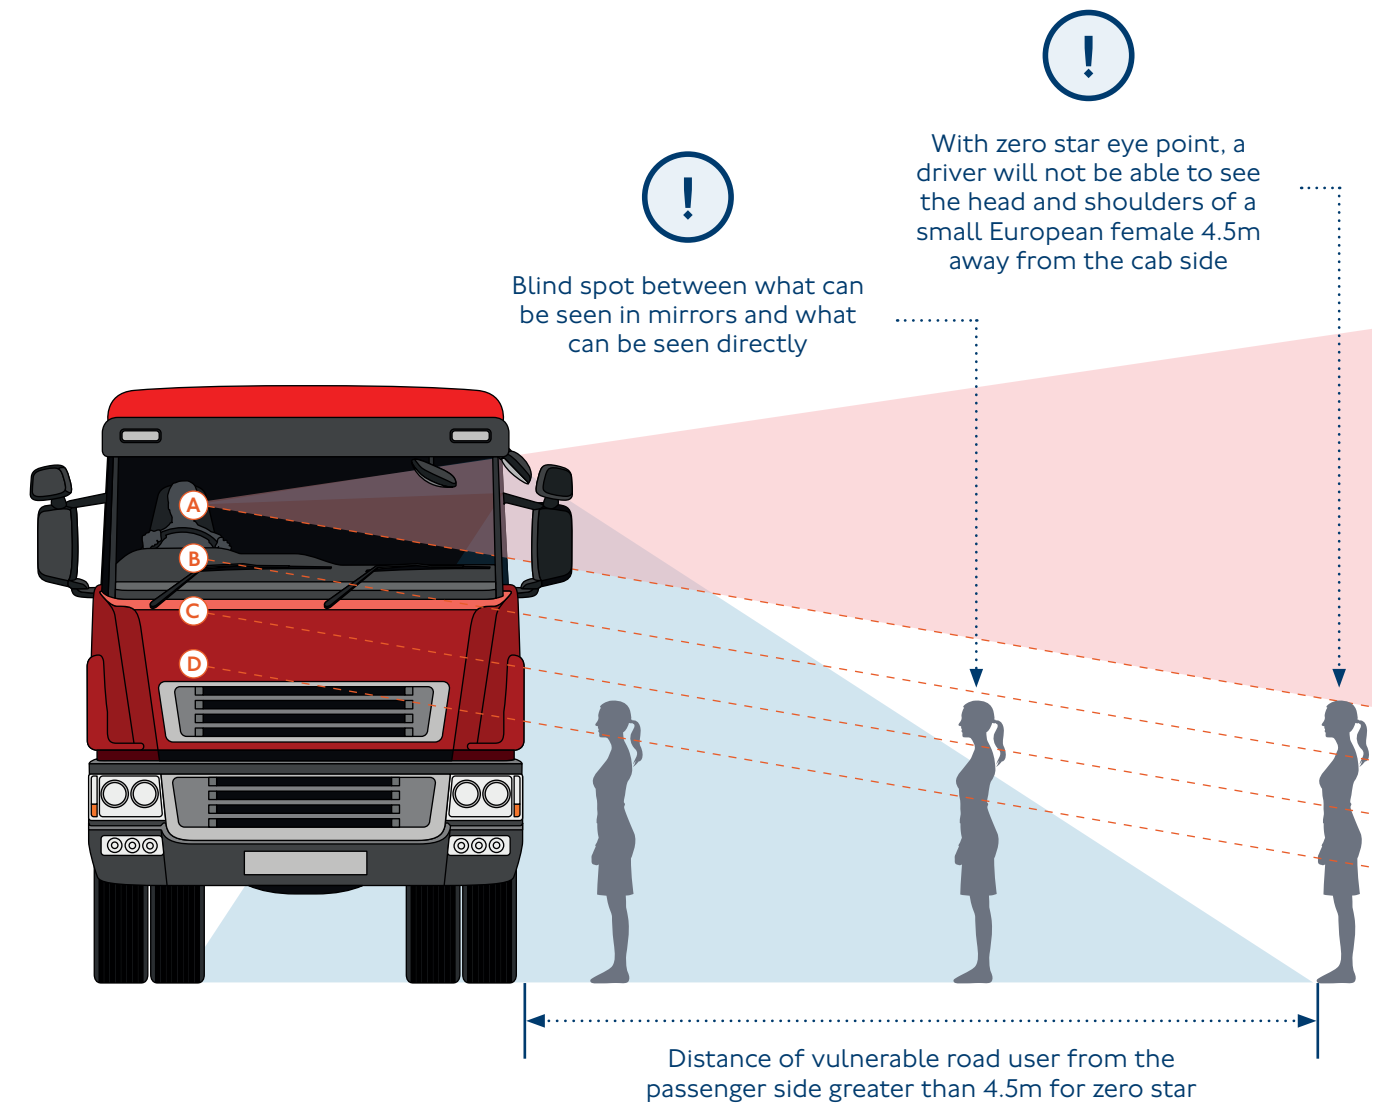 !
With zero star eye point, a
driver will not be able to see
the head and shoulders of a
small European female 4.5m
away from the cab side
!
Blind spot between what can
be seen in mirrors and what
can be seen directly
A
B
C
D
Distance of vulnerable road user from the
passenger side greater than 4.5m for zero star